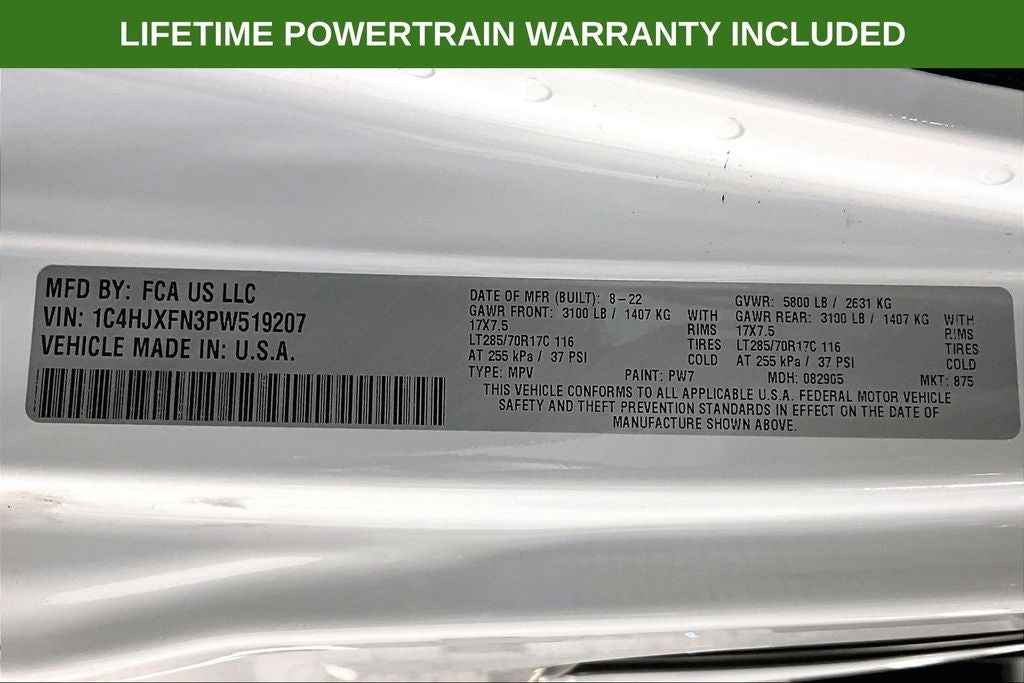 LIFETIME POWERTRAIN WARRANTY INCLUDED
MFD BY: FCA US LLC
VIN: 1C4HJXFN3PW519207
VEHICLE MADE IN: U.S.A.
DATE OF MFR (BUILT): 8-22
GAWR FRONT: 3100 LB / 1407 KG WITH
17X7.5 RIMS
LT285/70R17C 116 TIRES
AT 255 kPa / 37 PSI COLD
GVWR: 5800 LB / 2631 KG
GAWR REAR: 3100 LB / 1407 KG WITH
17X7.5 RIMS
LT285/70R17C 116 TIRES
AT 255 kPa / 37 PSI COLD
TYPE: MPV PAINT: PW7 MDH: 082905 MKT: 875
THIS VEHICLE CONFORMS TO ALL APPLICABLE U.S.A. FEDERAL MOTOR VEHICLE
SAFETY AND THEFT PREVENTION STANDARDS IN EFFECT ON THE DATE OF
MANUFACTURE SHOWN ABOVE.